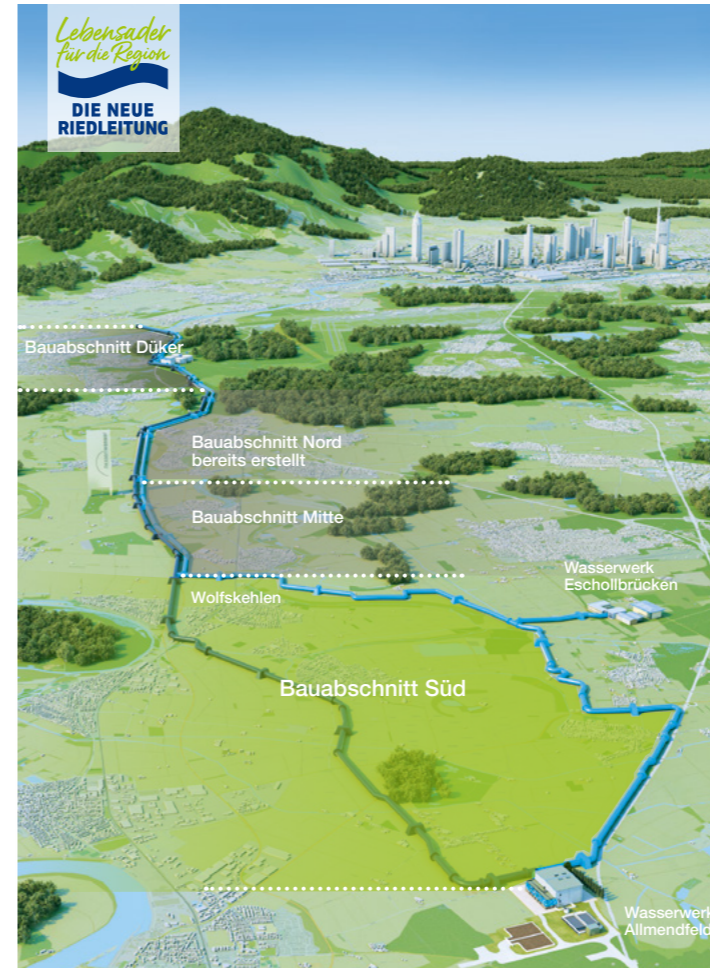 Lebensader
für die Region
DIE NEUE
RIEDLEITUNG
Bauabschnitt Düker
Bauabschnitt Nord
bereits erstellt
Bauabschnitt Mitte
Wasserwerk
Eschollbrücken
Wolfskehlen
Bauabschnitt Süd
Wasserwerk
Allmendfeld